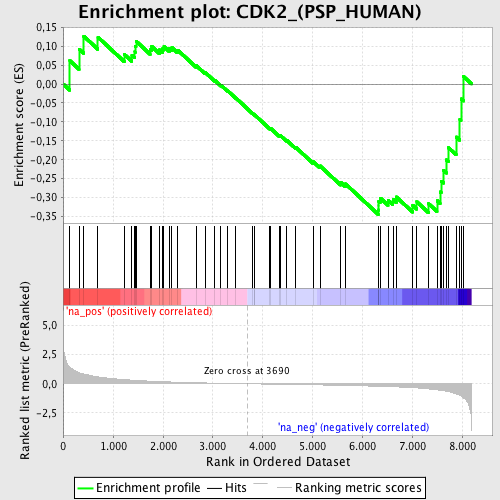 Enrichment plot: CDK2_(PSP_HUMAN)
Enrichment score (ES)
0,15
0,10
0,05
0,00
-0,05
-0,10
-0,15
-0,20
-0,25
-0,30
-0,35
'na_pos' (positively correlated)
Ranked list metric (PreRanked)
5,0
2,5
0,0
-2,5
Zero cross at 3690
'na_neg' (negatively correlated)
0
1.000
2.000
3.000
4.000
5.000
6.000
7.000
8.000
Rank in Ordered Dataset
Enrichment profile
Hits
Ranking metric scores